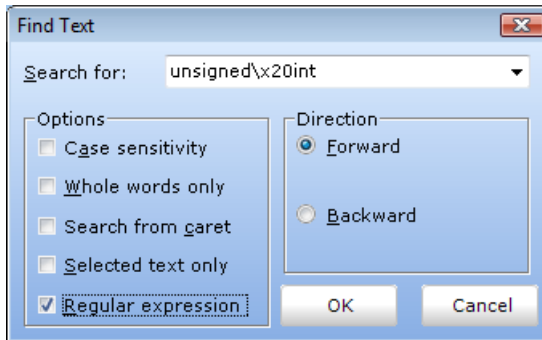 Find Text
Search for: unsigned\x20int
Options
Case sensitivity
Whole words only
Search from caret
Selected text only
Regular expression
Direction
Forward
Backward
OK Cancel